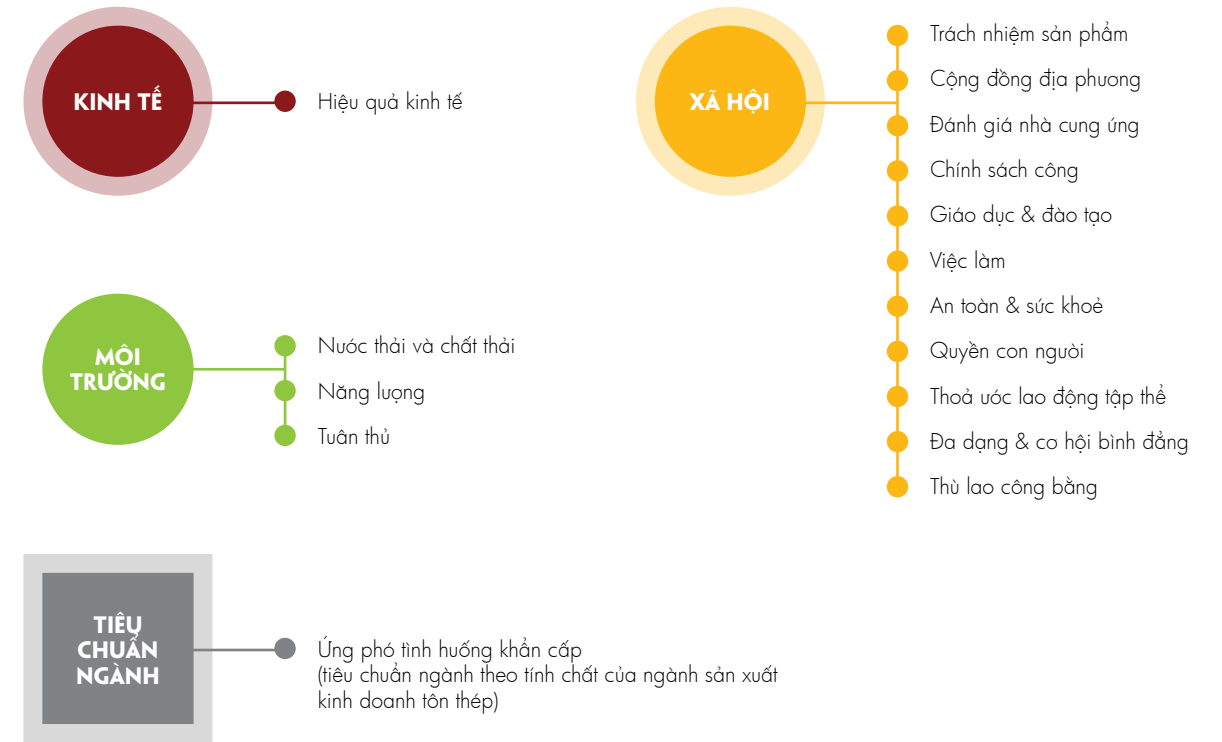 KINH TẾ
Hiệu quả kinh tế
MÔI
TRƯỜNG
Nước thải và chất thải
Năng lượng
Tuân thủ
TIÊU
CHUẨN
NGÀNH
Ứng phó tình huống khẩn cấp
(tiêu chuẩn ngành theo tính chất của ngành sản xuất
kinh doanh tôn thép)
XÃ HỘI
Trách nhiệm sản phẩm
Cộng đồng địa phương
Đánh giá nhà cung ứng
Chính sách công
Giáo dục & đào tạo
Việc làm
An toàn & sức khoẻ
Quyền con người
Thoả ước lao động tập thể
Đa dạng & cơ hội bình đẳng
Thù lao công bằng